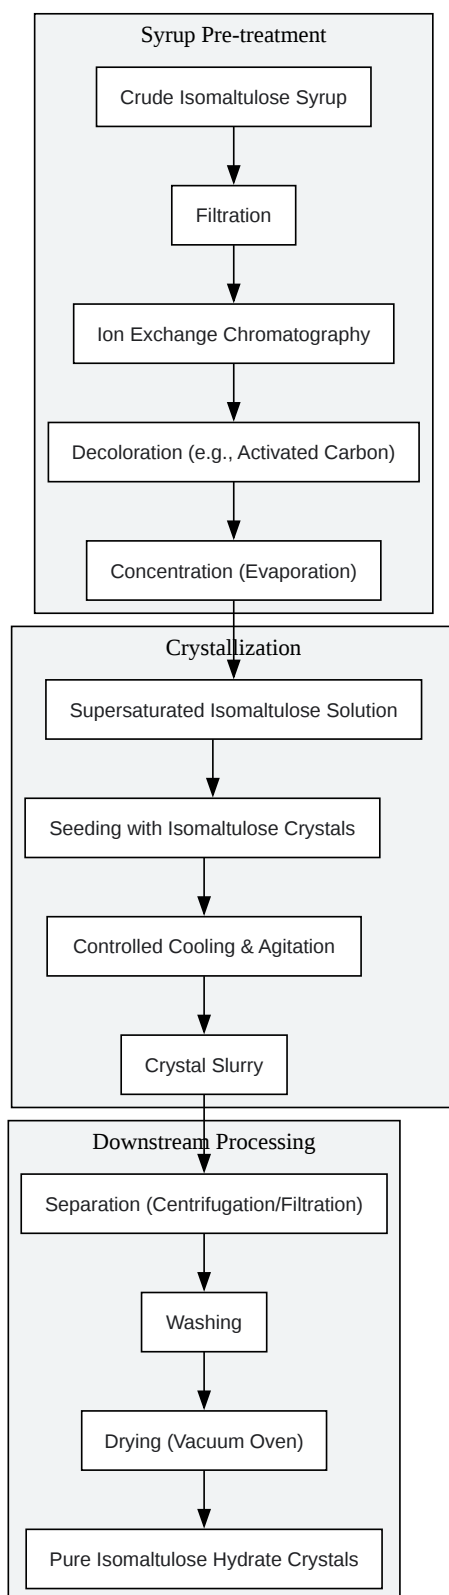 Syrup Pre-treatment
Crude Isomaltulose Syrup
Filtration
Ion Exchange Chromatography
Decoloration (e.g., Activated Carbon)
Concentration (Evaporation)
Crystallization
Supersaturated Isomaltulose Solution
Seeding with Isomaltulose Crystals
Controlled Cooling & Agitation
Crystal Slurry
Downstream Processing
Separation (Centrifugation/Filtration)
Washing
Drying (Vacuum Oven)
Pure Isomaltulose Hydrate Crystals